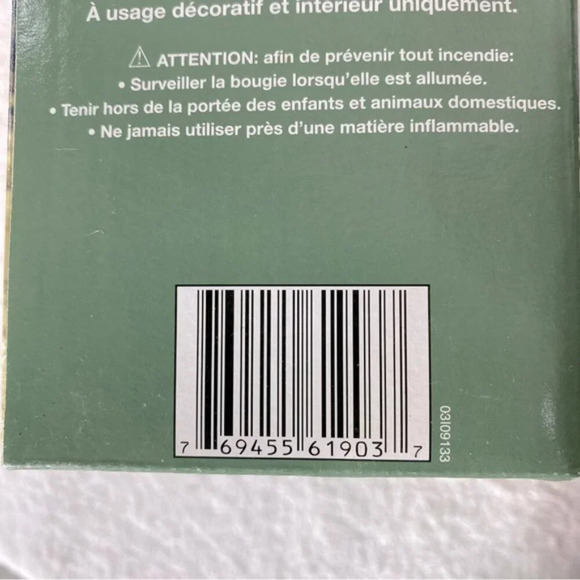 À usage décoratif et intérieur uniquement.
⚠ ATTENTION: afin de prévenir tout incendie:
• Surveiller la bougie lorsqu'elle est allumée.
• Tenir hors de la portée des enfants et animaux domestiques.
• Ne jamais utiliser près d'une matière inflammable.
7 69455 61903 7
03I09133